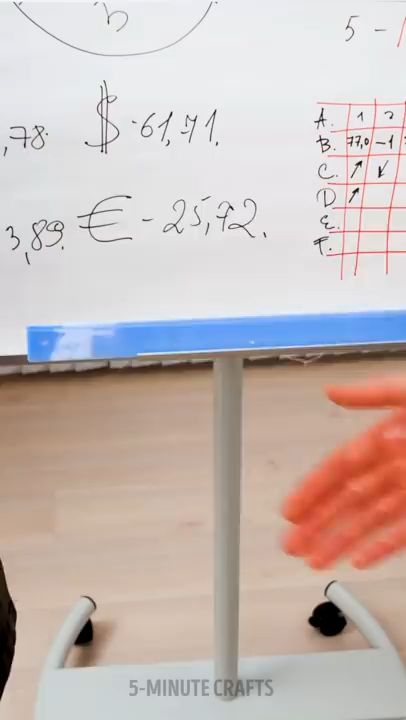 5 -
,78. $ - 61,71.
3,89. € - 25,72.
A. 1 2
B. 77,0 -1
C. ↗ ↙
D ↗
E.
F.
5-MINUTE CRAFTS